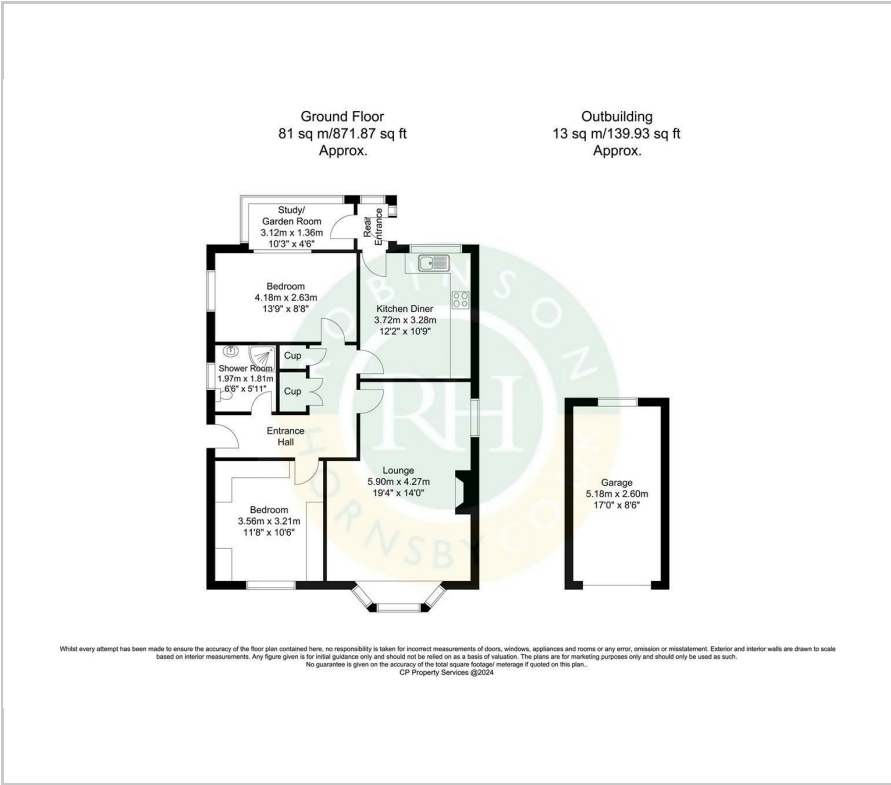 Ground Floor
81 sq m/871.87 sq ft
Approx.
Outbuilding
13 sq m/139.93 sq ft
Approx.
Study/
Garden Room
3.12m x 1.36m
10'3" x 4'6"
Rear
Entrance
Bedroom
4.18m x 2.63m
13'9" x 8'8"
Kitchen Diner
3.72m x 3.28m
12'2" x 10'9"
Cup
Shower Room
1.97m x 1.81m
6'6" x 5'11"
Cup
Entrance
Hall
Lounge
5.90m x 4.27m
19'4" x 14'0"
Bedroom
3.56m x 3.21m
11'8" x 10'6"
Garage
5.18m x 2.60m
17'0" x 8'6"
ROBINSON
RH
HORNSBY COOK
Whilst every attempt has been made to ensure the accuracy of the floor plan contained here, no responsibility is taken for incorrect measurements of doors, windows, appliances and rooms or any error, omission or misstatement. Exterior and interior walls are drawn to scale
based on interior measurements. Any figure given is for initial guidance only and should not be relied on as a basis of valuation. The plans are for marketing purposes only and should only be used as such.
No guarantee is given on the accuracy of the total square footage/ meterage if quoted on this plan..
CP Property Services @2024